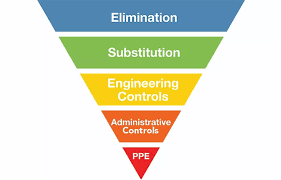 Elimination
Substitution
Engineering
Controls
Administrative
Controls
PPE